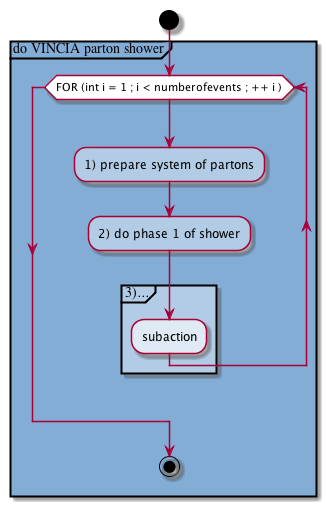 do VINCIA parton shower
FOR (int i = 1 ; i < numberofevents ; ++ i )
1) prepare system of partons
2) do phase 1 of shower
3)...
subaction